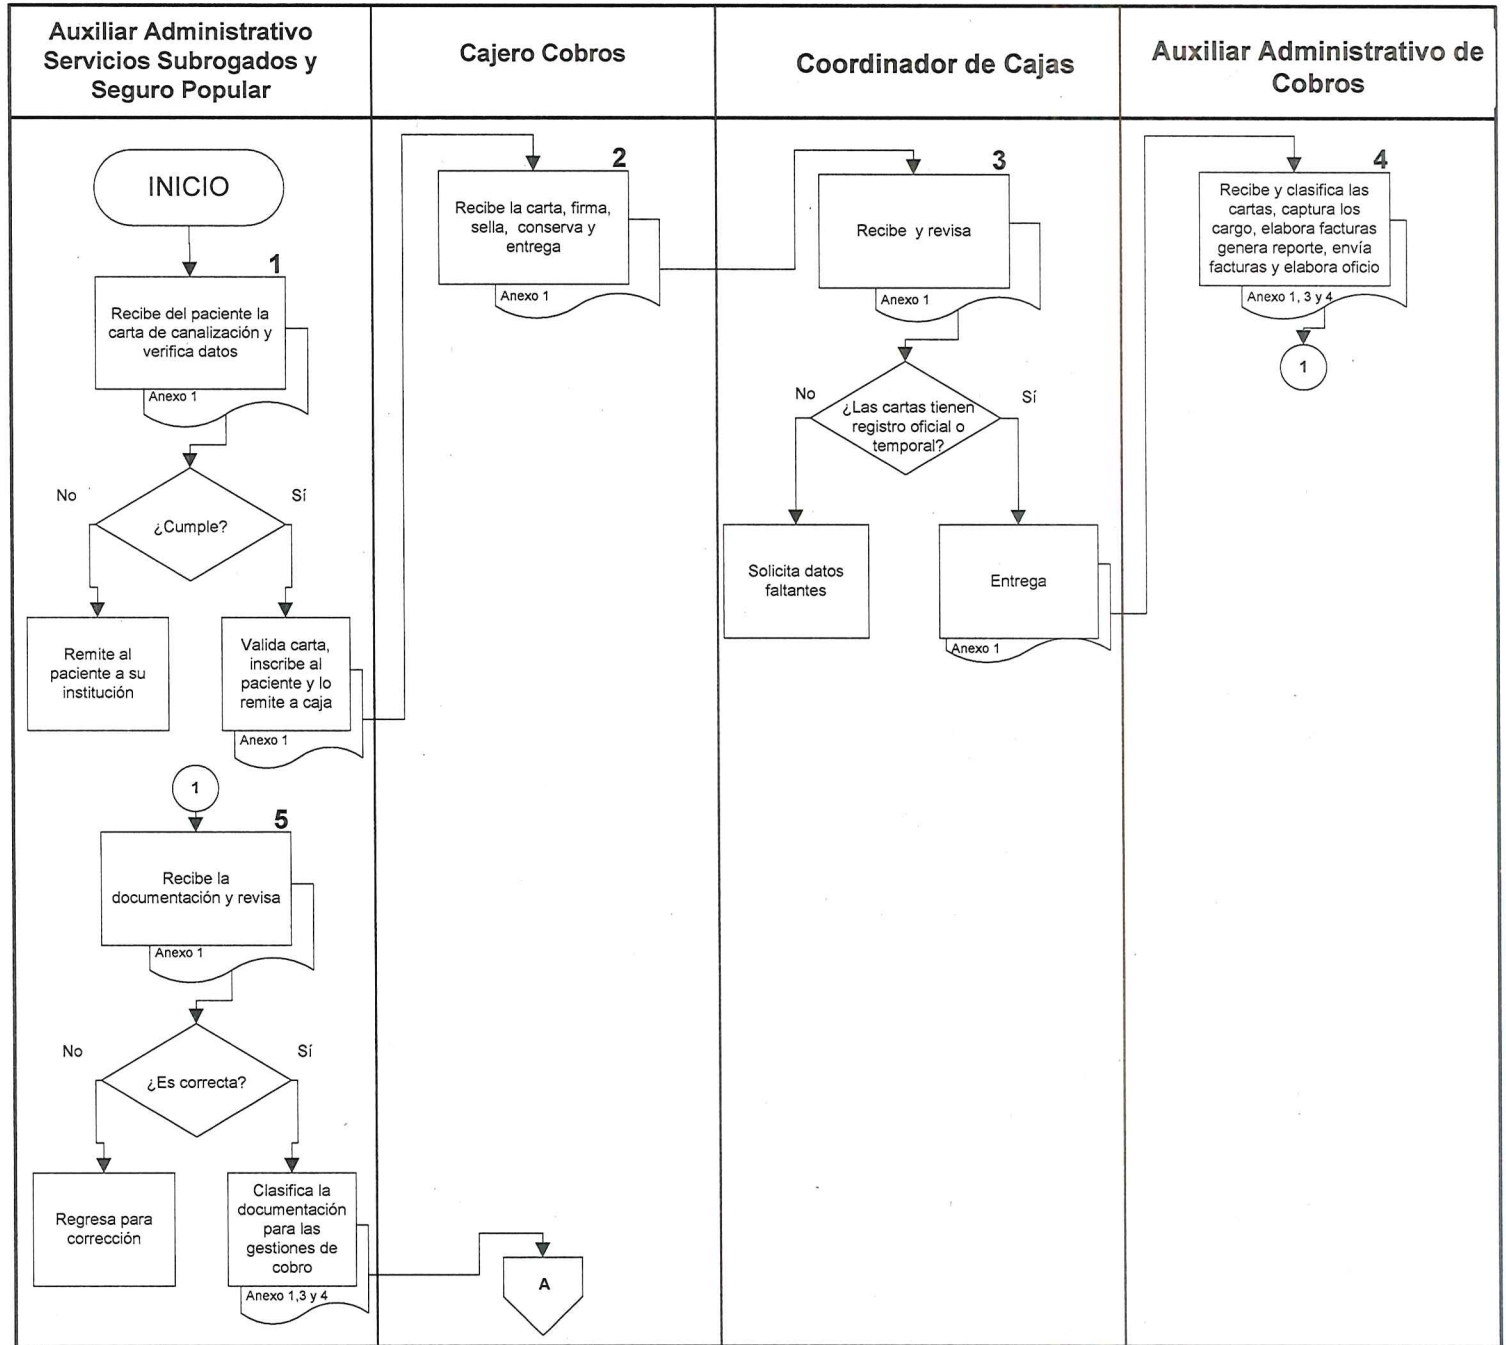 Auxiliar Administrativo
Servicios Subrogados y
Seguro Popular
Cajero Cobros
Coordinador de Cajas
Auxiliar Administrativo de
Cobros
INICIO
1
Recibe del paciente la
carta de canalización y
verifica datos
Anexo 1
¿Cumple?
No
Sí
Remite al
paciente a su
institución
Valida carta,
inscribe al
paciente y lo
remite a caja
Anexo 1
2
Recibe la carta, firma,
sella, conserva y
entrega
Anexo 1
3
Recibe y revisa
Anexo 1
¿Las cartas tienen
registro oficial o
temporal?
No
Sí
Solicita datos
faltantes
Entrega
Anexo 1
4
Recibe y clasifica las
cartas, captura los
cargo, elabora facturas
genera reporte, envía
facturas y elabora oficio
Anexo 1, 3 y 4
1
1
5
Recibe la
documentación y revisa
Anexo 1
¿Es correcta?
No
Sí
Regresa para
corrección
Clasifica la
documentación
para las
gestiones de
cobro
Anexo 1,3 y 4
A